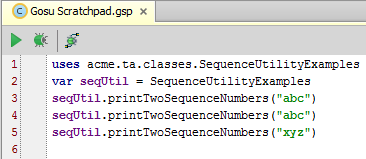 Gosu Scratchpad.gsp ×
1 uses acme.ta.classes.SequenceUtilityExamples
2 var seqUtil = SequenceUtilityExamples
3 seqUtil.printTwoSequenceNumbers("abc")
4 seqUtil.printTwoSequenceNumbers("abc")
5 seqUtil.printTwoSequenceNumbers("xyz")
6